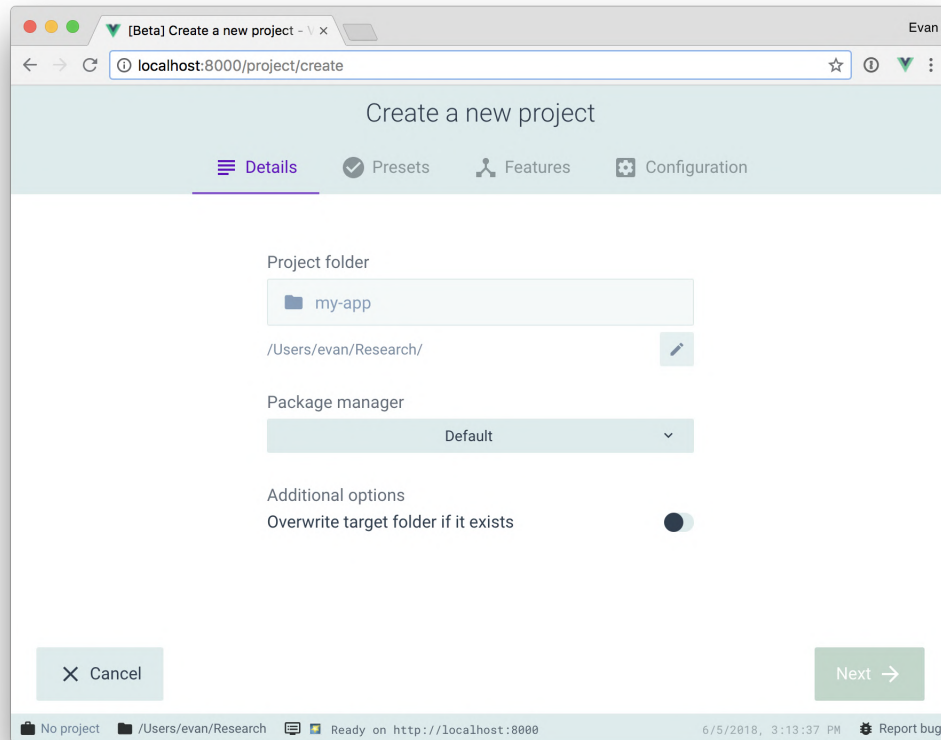 [Beta] Create a new project - V
Evan
localhost:8000/project/create
Create a new project
Details Presets Features Configuration
Project folder
my-app
/Users/evan/Research/
Package manager
Default
Additional options
Overwrite target folder if it exists
Cancel
Next
No project /Users/evan/Research Ready on http://localhost:8000 6/5/2018, 3:13:37 PM Report bug